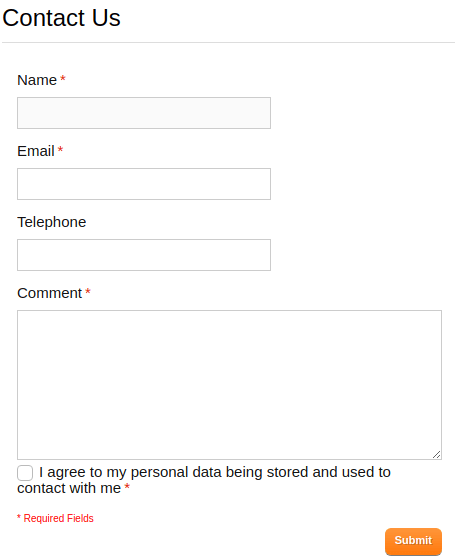 Contact Us
Name *
Email *
Telephone
Comment *
I agree to my personal data being stored and used to
contact with me *
* Required Fields
Submit